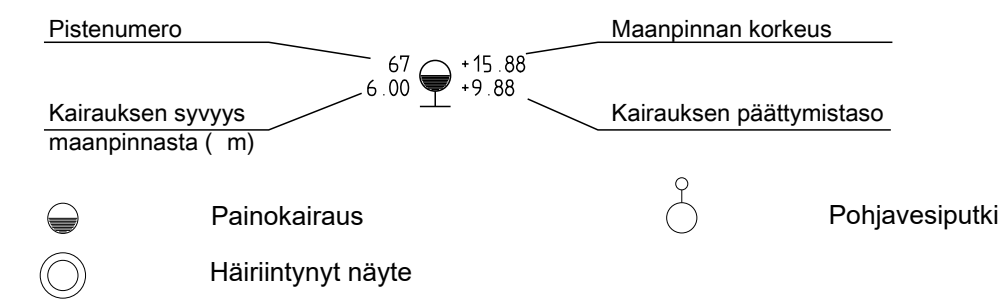 Pistenumero
Maanpinnan korkeus
67 +15.88
6.00 +9.88
Kairauksen syvyys
maanpinnasta ( m)
Kairauksen päättymistaso
Painokairaus
Pohjavesiputki
Häiriintynyt näyte